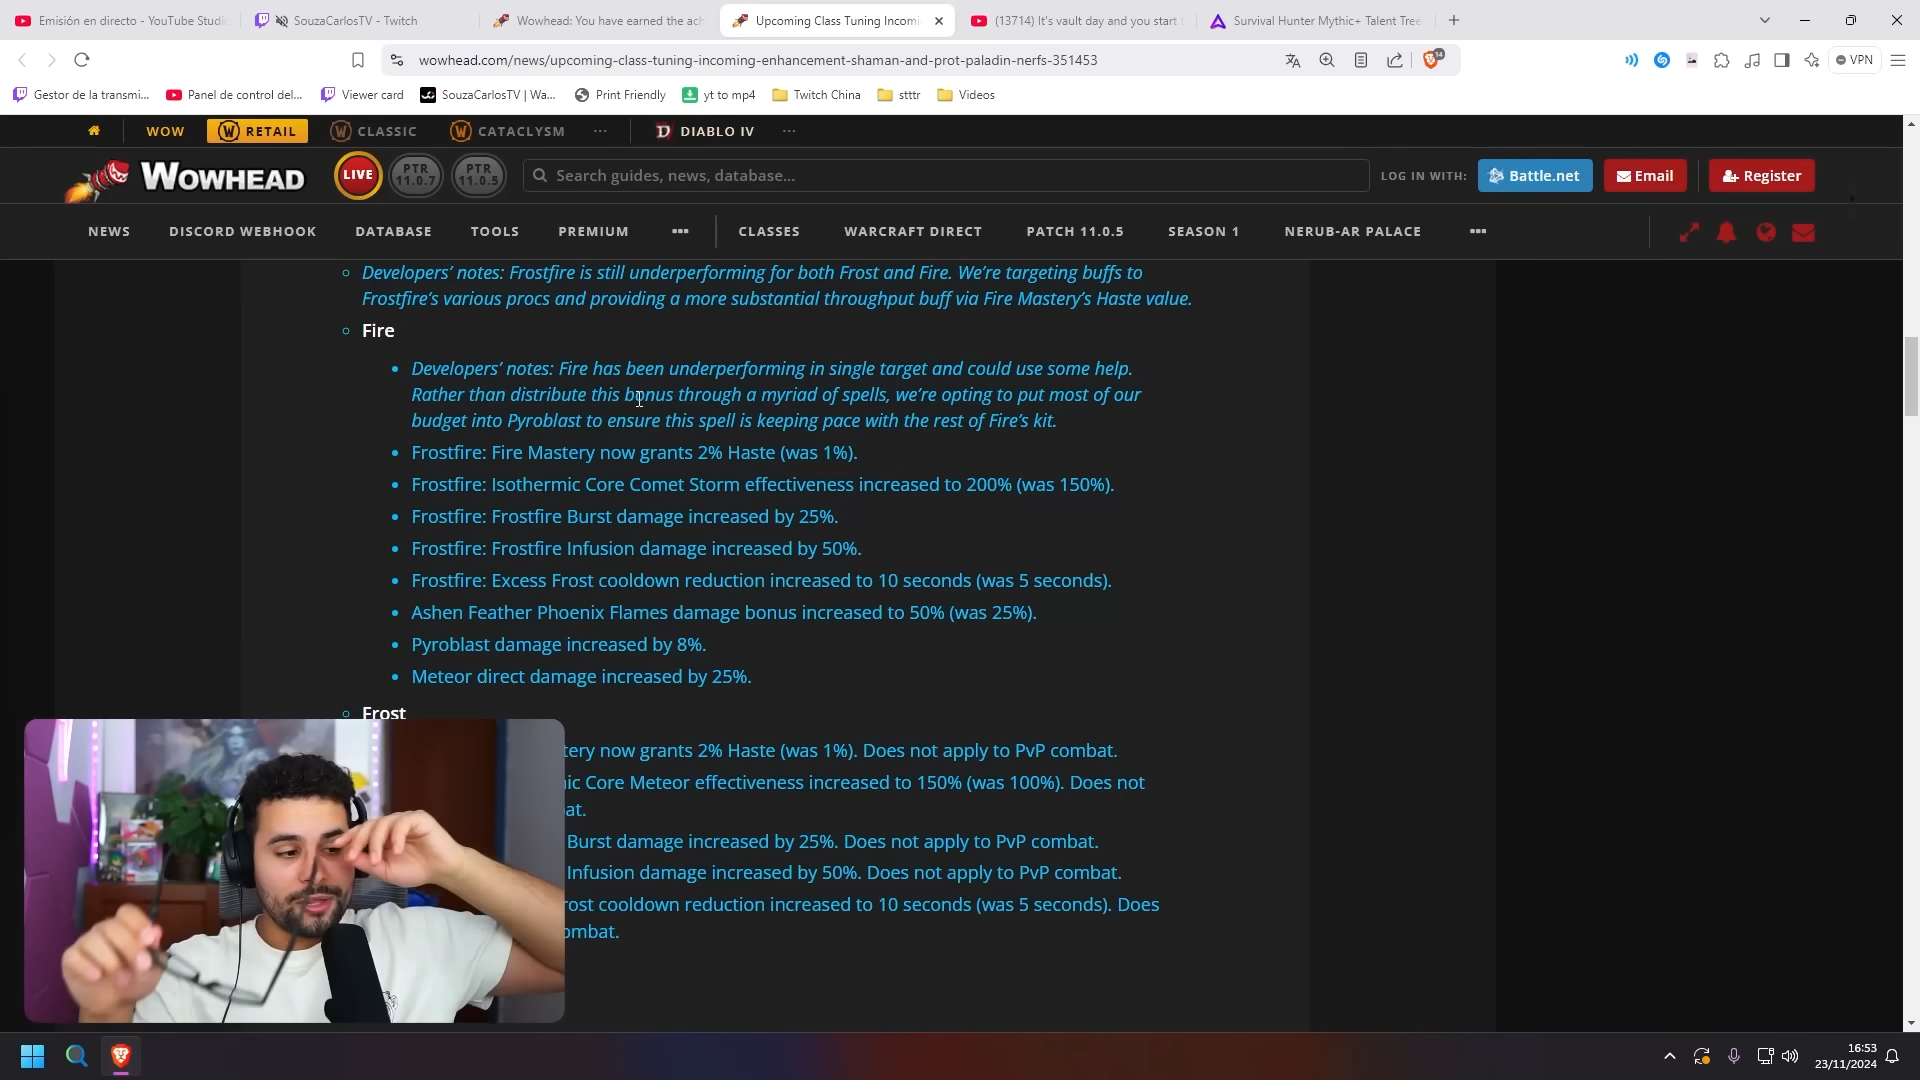 Emisión en directo - YouTube Studi
SouzaCarlosTV - Twitch
Wowhead: You have earned the ach
Upcoming Class Tuning Incomi
(13714) It's vault day and you start
Survival Hunter Mythic+ Talent Tree
wowhead.com/news/upcoming-class-tuning-incoming-enhancement-shaman-and-prot-paladin-nerfs-351453
VPN
Gestor de la transmi...
Panel de control del...
Viewer card
SouzaCarlosTV | Wa...
Print Friendly
yt to mp4
Twitch China
stttr
Videos
WOW
RETAIL
CLASSIC
CATACLYSM
DIABLO IV
WOWHEAD
LIVE
PTR
11.0.7
PTR
11.0.5
Search guides, news, database...
LOG IN WITH:
Battle.net
Email
Register
NEWS
DISCORD WEBHOOK
DATABASE
TOOLS
PREMIUM
CLASSES
WARCRAFT DIRECT
PATCH 11.0.5
SEASON 1
NERUB-AR PALACE
Developers' notes: Frostfire is still underperforming for both Frost and Fire. We're targeting buffs to
Frostfire's various procs and providing a more substantial throughput buff via Fire Mastery's Haste value.
Fire
Developers' notes: Fire has been underperforming in single target and could use some help.
Rather than distribute this bonus through a myriad of spells, we're opting to put most of our
budget into Pyroblast to ensure this spell is keeping pace with the rest of Fire's kit.
Frostfire: Fire Mastery now grants 2% Haste (was 1%).
Frostfire: Isothermic Core Comet Storm effectiveness increased to 200% (was 150%).
Frostfire: Frostfire Burst damage increased by 25%.
Frostfire: Frostfire Infusion damage increased by 50%.
Frostfire: Excess Frost cooldown reduction increased to 10 seconds (was 5 seconds).
Ashen Feather Phoenix Flames damage bonus increased to 50% (was 25%).
Pyroblast damage increased by 8%.
Meteor direct damage increased by 25%.
Frost
tery now grants 2% Haste (was 1%). Does not apply to PvP combat.
ic Core Meteor effectiveness increased to 150% (was 100%). Does not
at.
Burst damage increased by 25%. Does not apply to PvP combat.
Infusion damage increased by 50%. Does not apply to PvP combat.
rost cooldown reduction increased to 10 seconds (was 5 seconds). Does
ombat.
16:53
23/11/2024